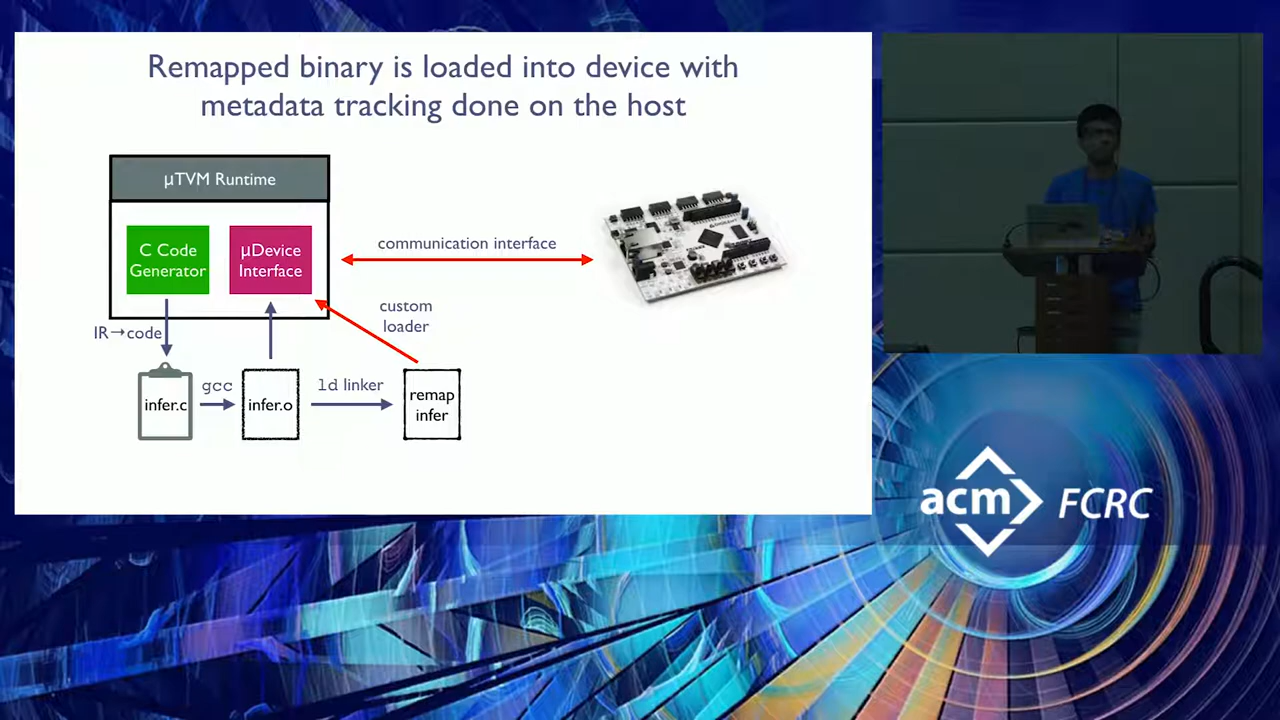 Remapped binary is loaded into device with
metadata tracking done on the host
µTVM Runtime
C Code
Generator
µDevice
Interface
communication interface
custom
loader
IR→code
infer.c
gcc
infer.o
ld linker
remap
infer
acm FCRC